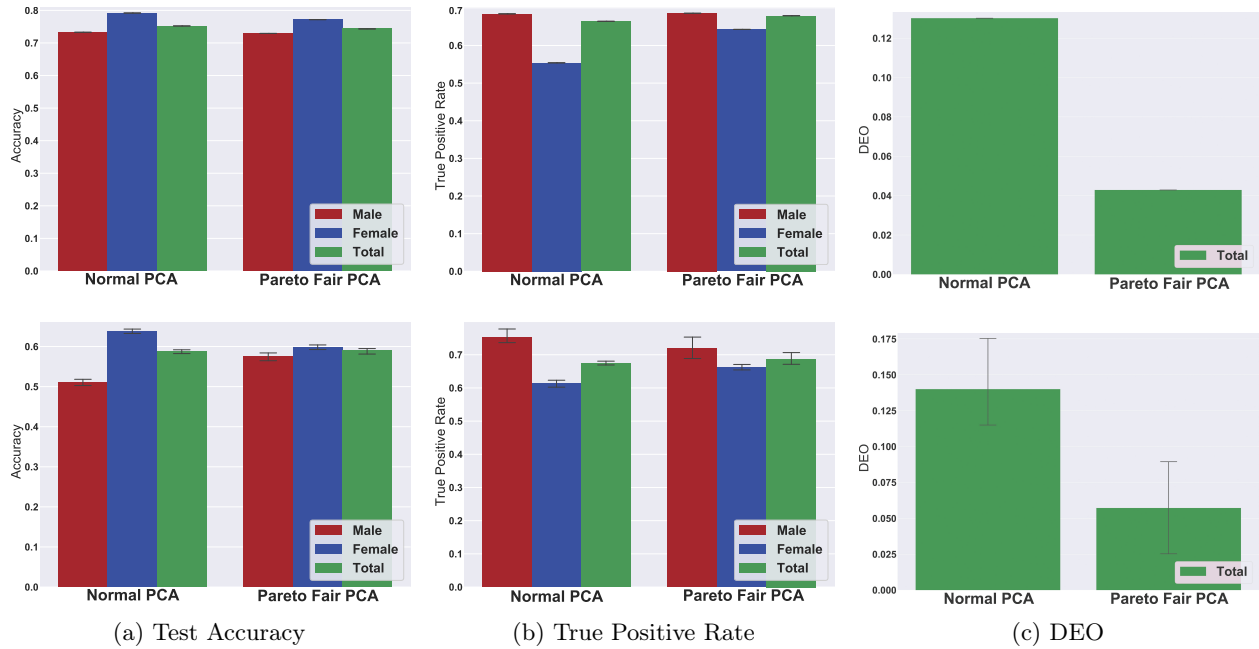 0.8
0.7
0.6
0.5
0.4
0.3
0.2
0.1
0.0
Accuracy
Male
Female
Total
Normal PCA
Pareto Fair PCA
0.7
0.6
0.5
0.4
0.3
0.2
0.1
0.0
True Positive Rate
Male
Female
Total
Normal PCA
Pareto Fair PCA
0.12
0.10
0.08
0.06
0.04
0.02
0.00
DEO
Total
Normal PCA
Pareto Fair PCA
0.6
0.5
0.4
0.3
0.2
0.1
0.0
Accuracy
Male
Female
Total
Normal PCA
Pareto Fair PCA
0.7
0.6
0.5
0.4
0.3
0.2
0.1
0.0
True Positive Rate
Male
Female
Total
Normal PCA
Pareto Fair PCA
0.175
0.150
0.125
0.100
0.075
0.050
0.025
0.000
DEO
Total
Normal PCA
Pareto Fair PCA
(a) Test Accuracy
(b) True Positive Rate
(c) DEO